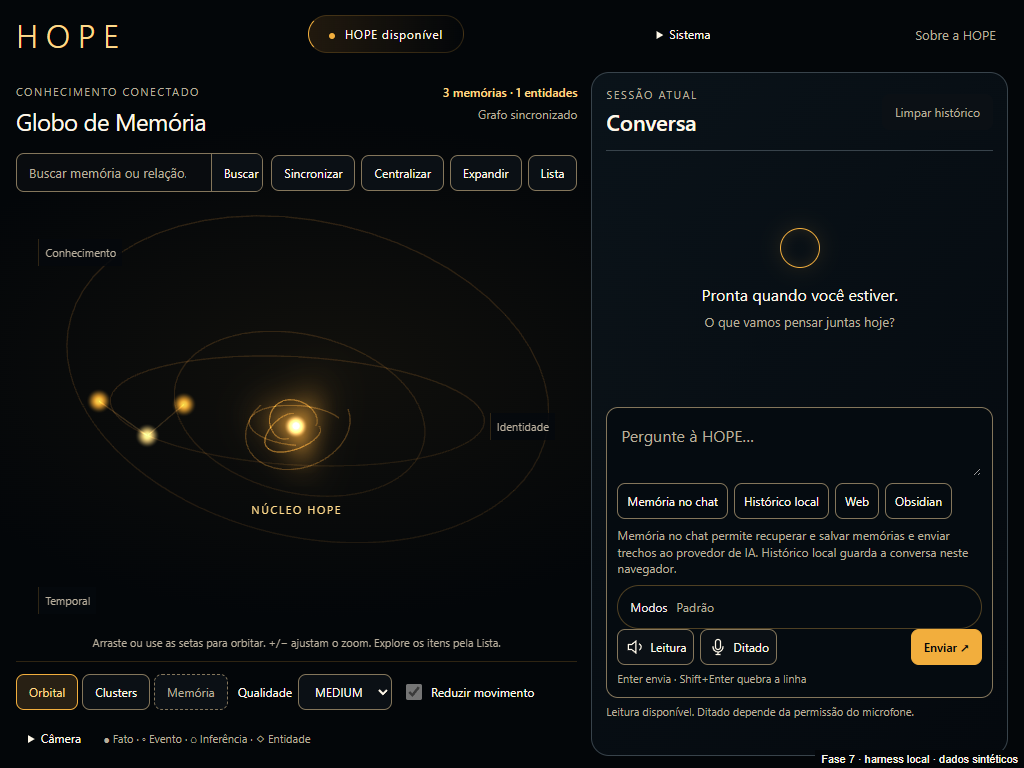 HOPE
HOPE disponível
Sistema
Sobre a HOPE
CONHECIMENTO CONECTADO
Globo de Memória
3 memórias · 1 entidades
Grafo sincronizado
Buscar memória ou relação.
Buscar
Sincronizar
Centralizar
Expandir
Lista
Conhecimento
Identidade
NÚCLEO HOPE
Temporal
Arraste ou use as setas para orbitar. +/− ajustam o zoom. Explore os itens pela Lista.
Orbital
Clusters
Memória
Qualidade
MEDIUM
Reduzir movimento
Câmera
● Fato · ◦ Evento · ○ Inferência · ◇ Entidade
SESSÃO ATUAL
Conversa
Limpar histórico
Pronta quando você estiver.
O que vamos pensar juntas hoje?
Pergunte à HOPE...
Memória no chat
Histórico local
Web
Obsidian
Memória no chat permite recuperar e salvar memórias e enviar
trechos ao provedor de IA. Histórico local guarda a conversa neste
navegador.
Modos Padrão
Leitura
Ditado
Enviar ↗
Enter envia · Shift+Enter quebra a linha
Leitura disponível. Ditado depende da permissão do microfone.
Fase 7 · harness local · dados sintéticos